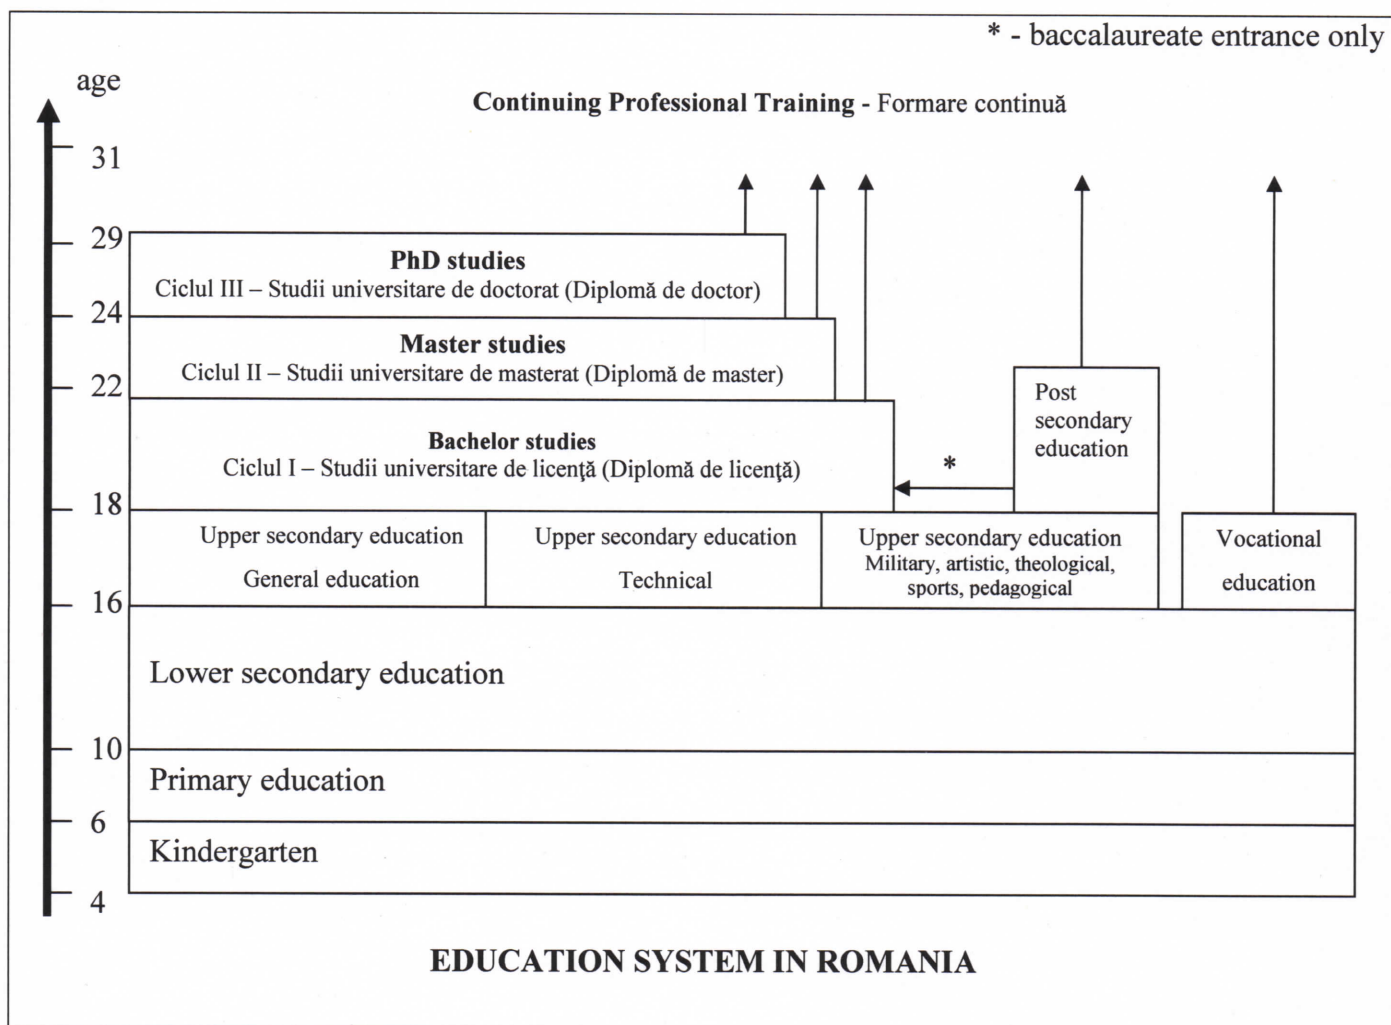 * - baccalaureate entrance only
age
Continuing Professional Training - Formare continuă
31
29
PhD studies
Ciclul III – Studii universitare de doctorat (Diplomă de doctor)
24
Master studies
Ciclul II – Studii universitare de masterat (Diplomă de master)
22
Post
secondary
education
Bachelor studies
Ciclul I – Studii universitare de licenţă (Diplomă de licenţă)
*
18
Upper secondary education
General education
Upper secondary education
Technical
Upper secondary education
Military, artistic, theological,
sports, pedagogical
Vocational
education
16
Lower secondary education
10
Primary education
6
Kindergarten
4
EDUCATION SYSTEM IN ROMANIA